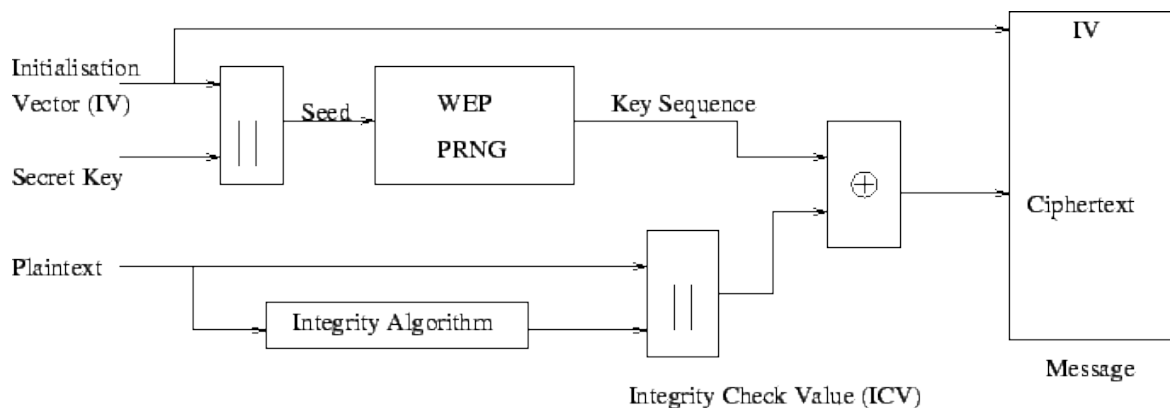 IV
Initialisation
Vector (IV)
Secret Key
||
Seed
WEP
PRNG
Key Sequence
⊕
Ciphertext
Plaintext
Integrity Algorithm
||
Integrity Check Value (ICV)
Message